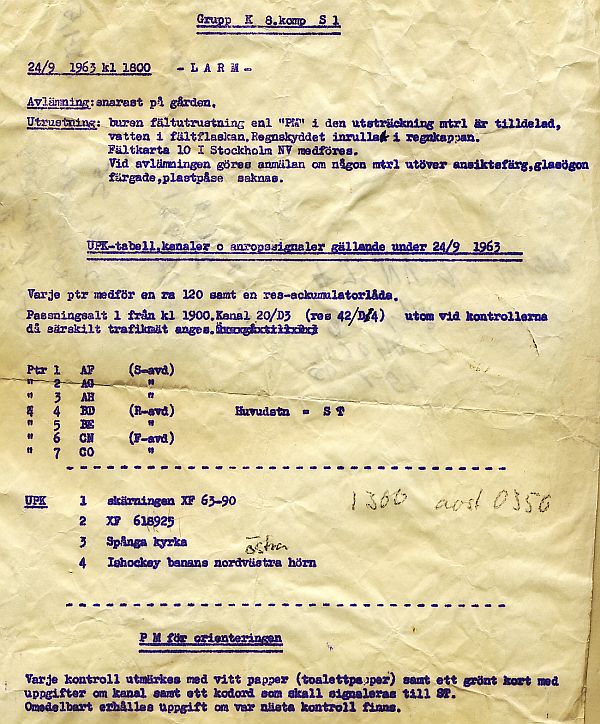 Grupp K 8.komp S 1
24/9 1963 kl 1800 - L A R M -
Avlämning: snarast på gården.
Utrustning: buren fältutrustning enl "PM" i den utsträckning mtrl är tilldelad,
vatten i fältflaskan. Regnskyddet inrullat i regnkappan.
Fältkarta 10 I Stockholm NV medföres.
Vid avlämningen göres anmälan om någon mtrl utöver ansiktsfärg, glasögon
färgade, plastpåse saknas.
UPK-tabell, kanaler o anropssignaler gällande under 24/9 1963
Varje ptr medför en ra 120 samt en res-ackumulatorlåda.
Passningsalt 1 från kl 1900. Kanal 20/D3 (res 42/D4) utom vid kontrollerna
då särskilt trafiknät anges.
Ptr 1 AF (S-avd)
" 2 AG "
" 3 AH "
" 4 BD (R-avd) Huvudstn = S T
" 5 BE "
" 6 CN (F-avd)
" 7 CO "
UPK 1 skärningen XF 63-90 1300
2 XF 618925
3 Spånga kyrka
östra
4 Ishockey banans nordvästra hörn
P M för orienteringen
Varje kontroll utmärkes med vitt papper (toalettpapper) samt ett grönt kort med
uppgifter om kanal samt ett kodord som skall signaleras till ST.
Omedelbart erhålles uppgift om var nästa kontroll finns.